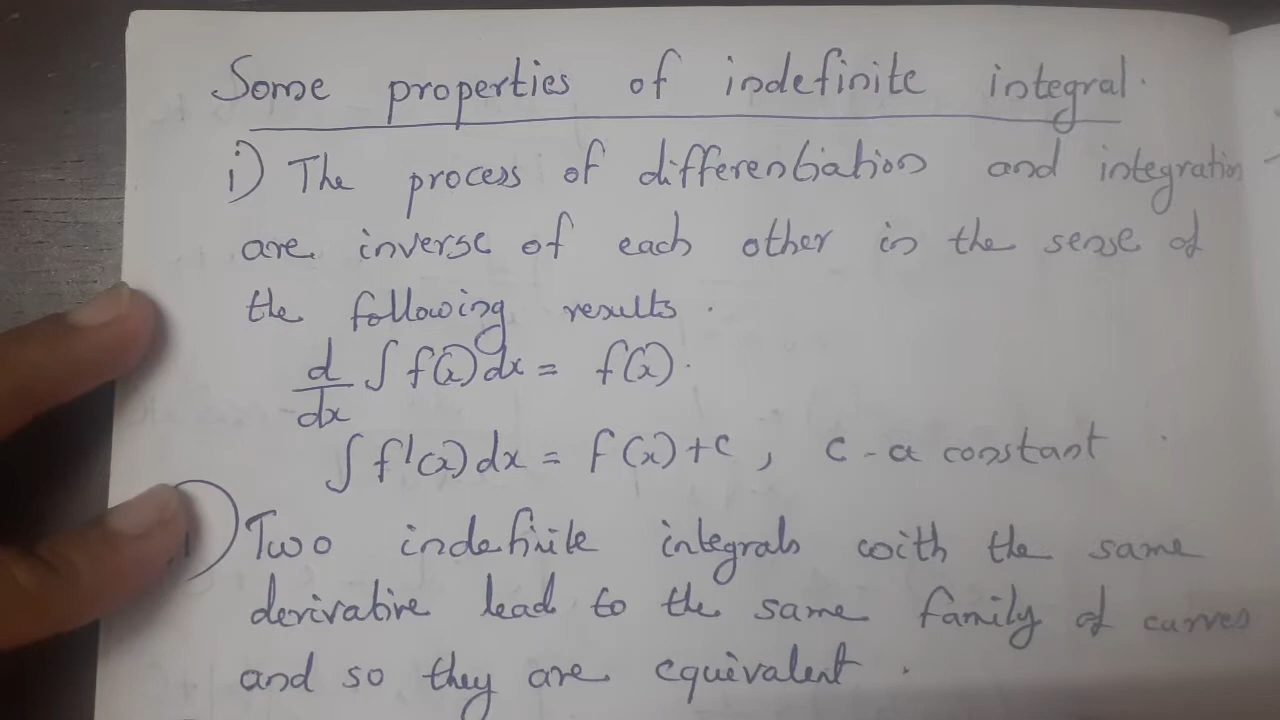 Some properties of indefinite integral.
i) The process of differentiation and integration
are inverse of each other in the sense of
the following results.
d/dx ∫ f(x) dx = f(x).
∫ f'(x) dx = f(x) + c, c - a constant
Two indefinite integrals with the same
derivative lead to the same family of curves
and so they are equivalent.